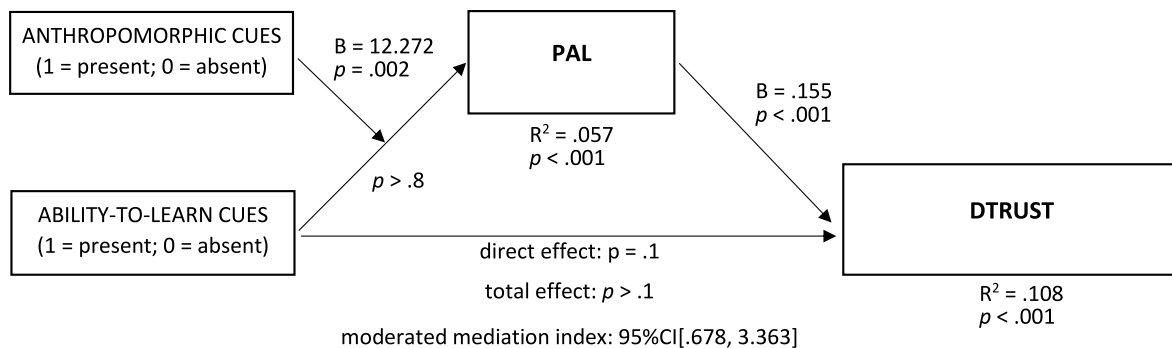 ANTHROPOMORPHIC CUES
(1 = present; 0 = absent)
B = 12.272
p = .002
PAL
B = .155
p < .001
R² = .057
p < .001
p > .8
ABILITY-TO-LEARN CUES
(1 = present; 0 = absent)
DTRUST
direct effect: p = .1
total effect: p > .1
R² = .108
p < .001
moderated mediation index: 95%CI[.678, 3.363]